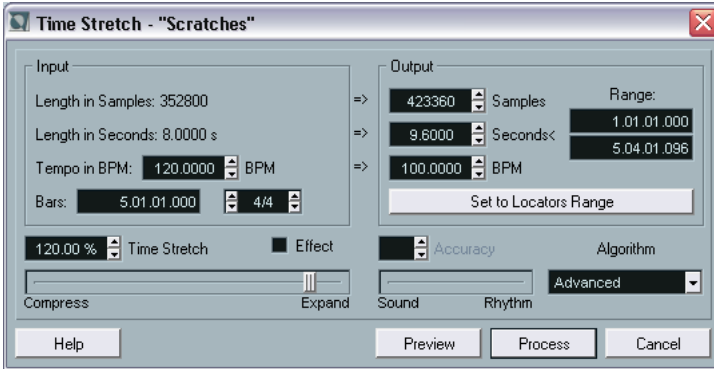 Time Stretch - "Scratches"
Input
Length in Samples: 352800
=>
Length in Seconds: 8.0000 s
=>
Tempo in BPM: 120.0000 BPM
=>
Bars: 5.01.01.000 4/4
Output
423360 Samples
9.6000 Seconds<
100.0000 BPM
Range:
1.01.01.000
5.04.01.096
Set to Locators Range
120.00 % Time Stretch
Effect
Compress Expand
Accuracy
Sound Rhythm
Algorithm
Advanced
Help Preview Process Cancel